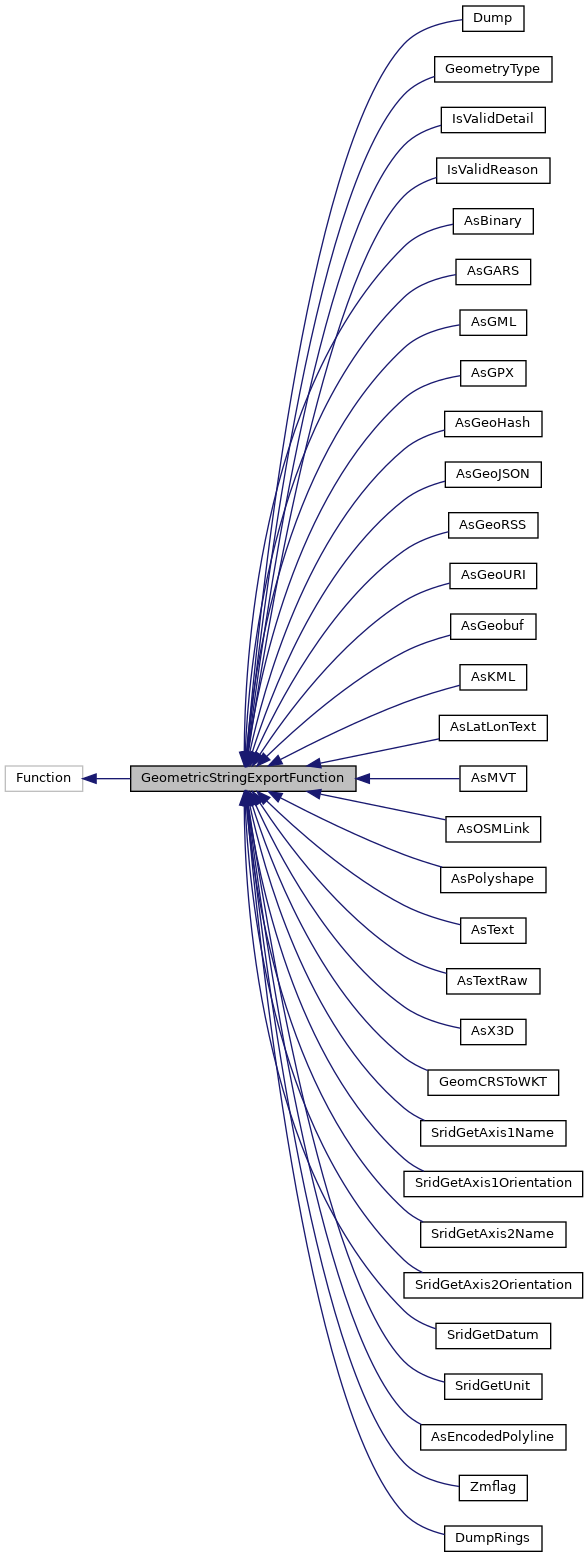 Dump
GeometryType
IsValidDetail
IsValidReason
AsBinary
AsGARS
AsGML
AsGPX
AsGeoHash
AsGeoJSON
AsGeoRSS
AsGeoURI
AsGeobuf
AsKML
AsLatLonText
Function
GeometricStringExportFunction
AsMVT
AsOSMLink
AsPolyshape
AsText
AsTextRaw
AsX3D
GeomCRSToWKT
SridGetAxis1Name
SridGetAxis1Orientation
SridGetAxis2Name
SridGetAxis2Orientation
SridGetDatum
SridGetUnit
AsEncodedPolyline
Zmflag
DumpRings